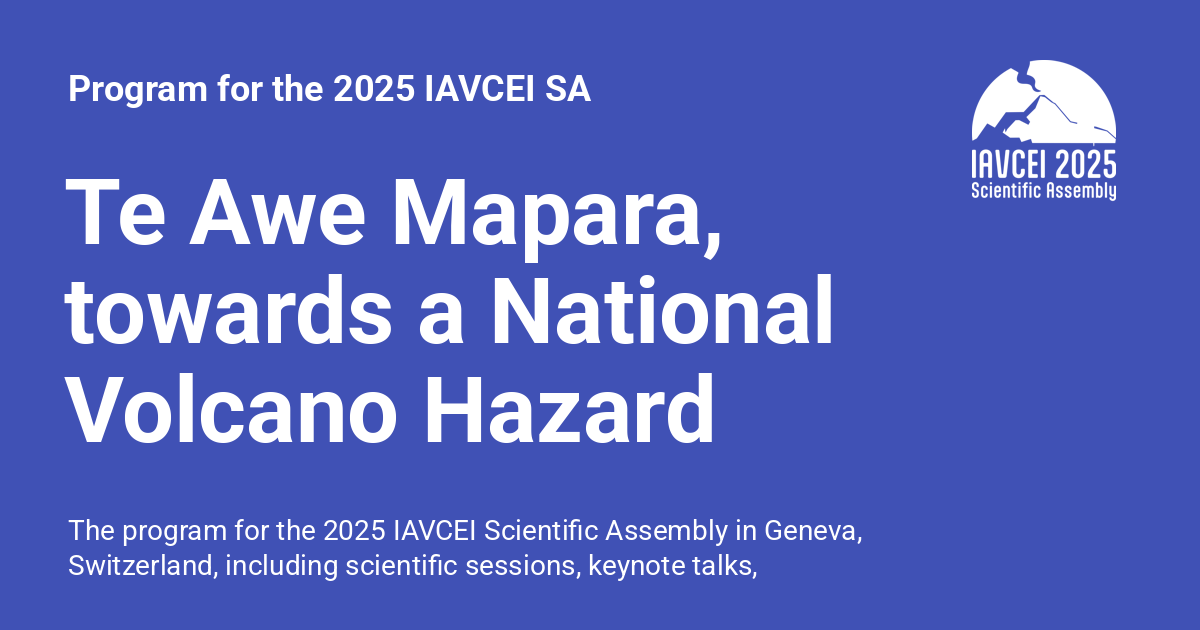 Program for the 2025 IAVCEI SA
IAVCEI 2025
Scientific Assembly
Te Awe Mapara,
towards a National
Volcano Hazard
The program for the 2025 IAVCEI Scientific Assembly in Geneva,
Switzerland, including scientific sessions, keynote talks,